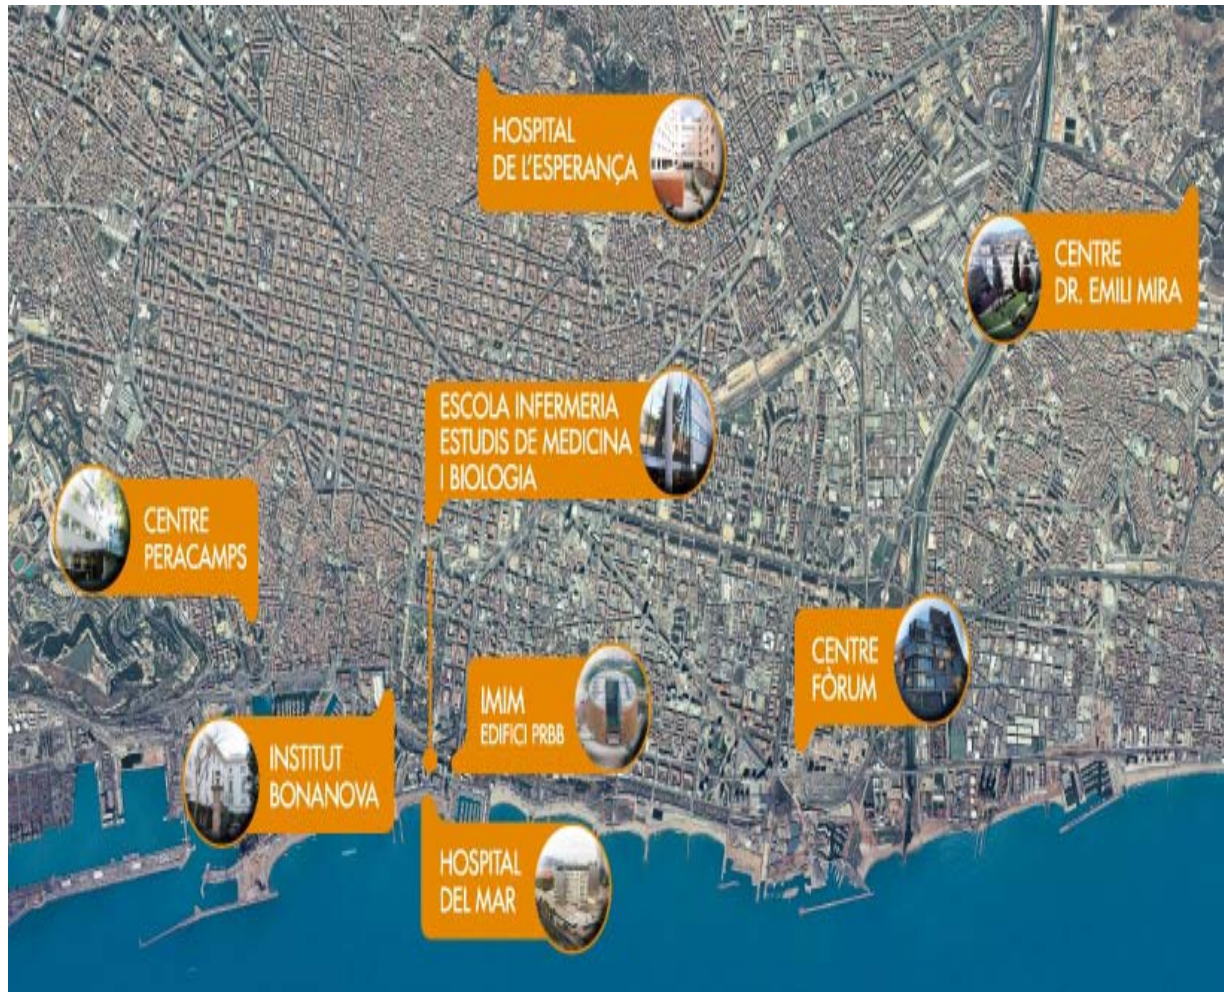 HOSPITAL
DE L'ESPERANÇA
CENTRE
DR. EMILI MIRA
ESCOLA INFERMERIA
ESTUDIS DE MEDICINA
I BIOLOGIA
CENTRE
PERACAMPS
CENTRE
FÒRUM
IMIM
EDIFICI PRBB
INSTITUT
BONANOVA
HOSPITAL
DEL MAR